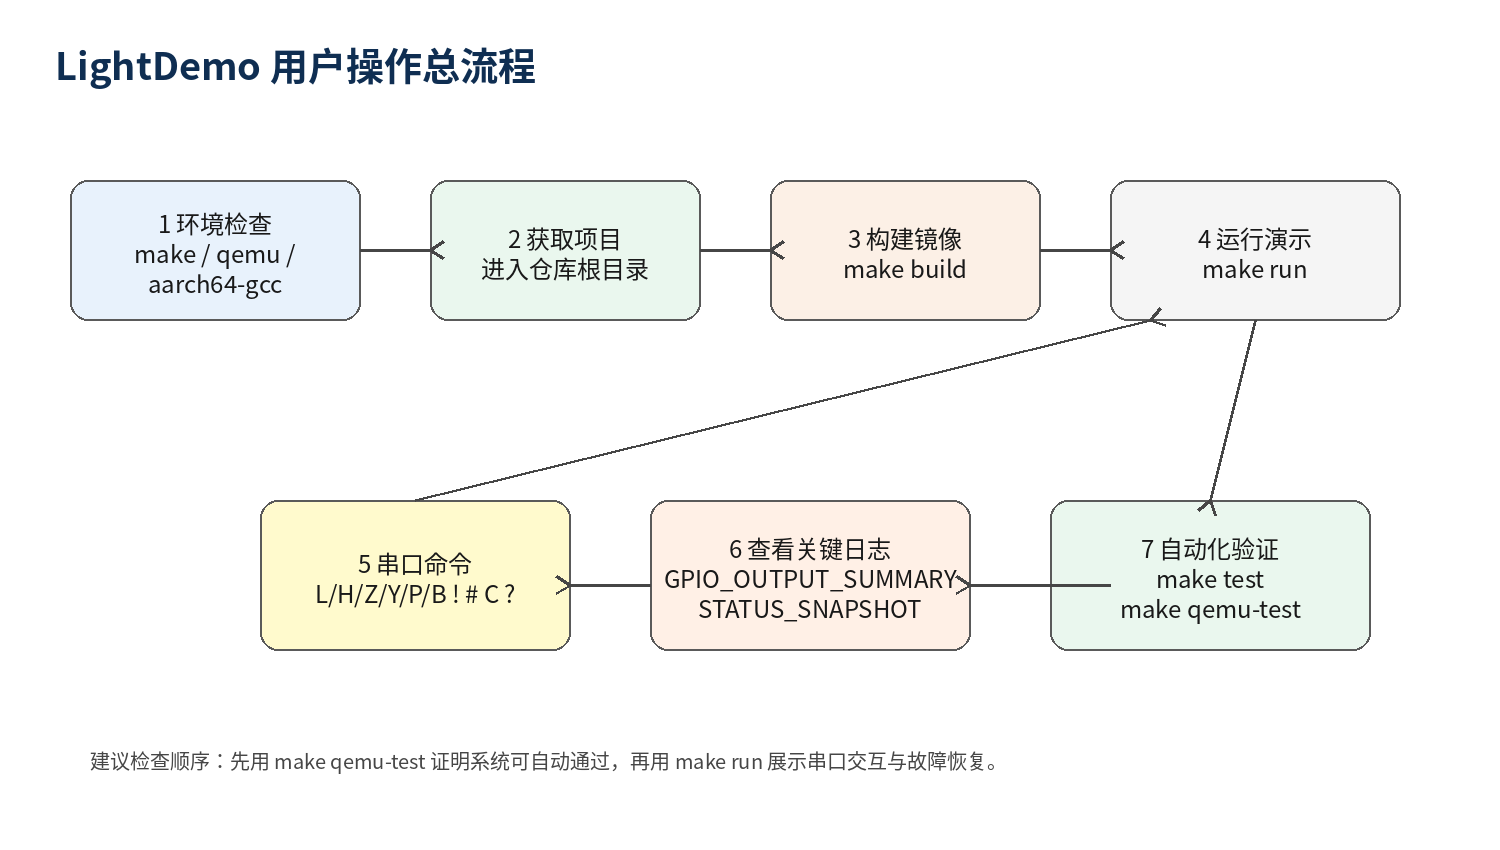 LightDemo 用户操作总流程
1 环境检查
make / qemu /
aarch64-gcc
2 获取项目
进入仓库根目录
3 构建镜像
make build
4 运行演示
make run
5 串口命令
L/H/Z/Y/P/B ! # C ?
6 查看关键日志
GPIO_OUTPUT_SUMMARY
STATUS_SNAPSHOT
7 自动化验证
make test
make qemu-test
建议检查顺序：先用 make qemu-test 证明系统可自动通过，再用 make run 展示串口交互与故障恢复。